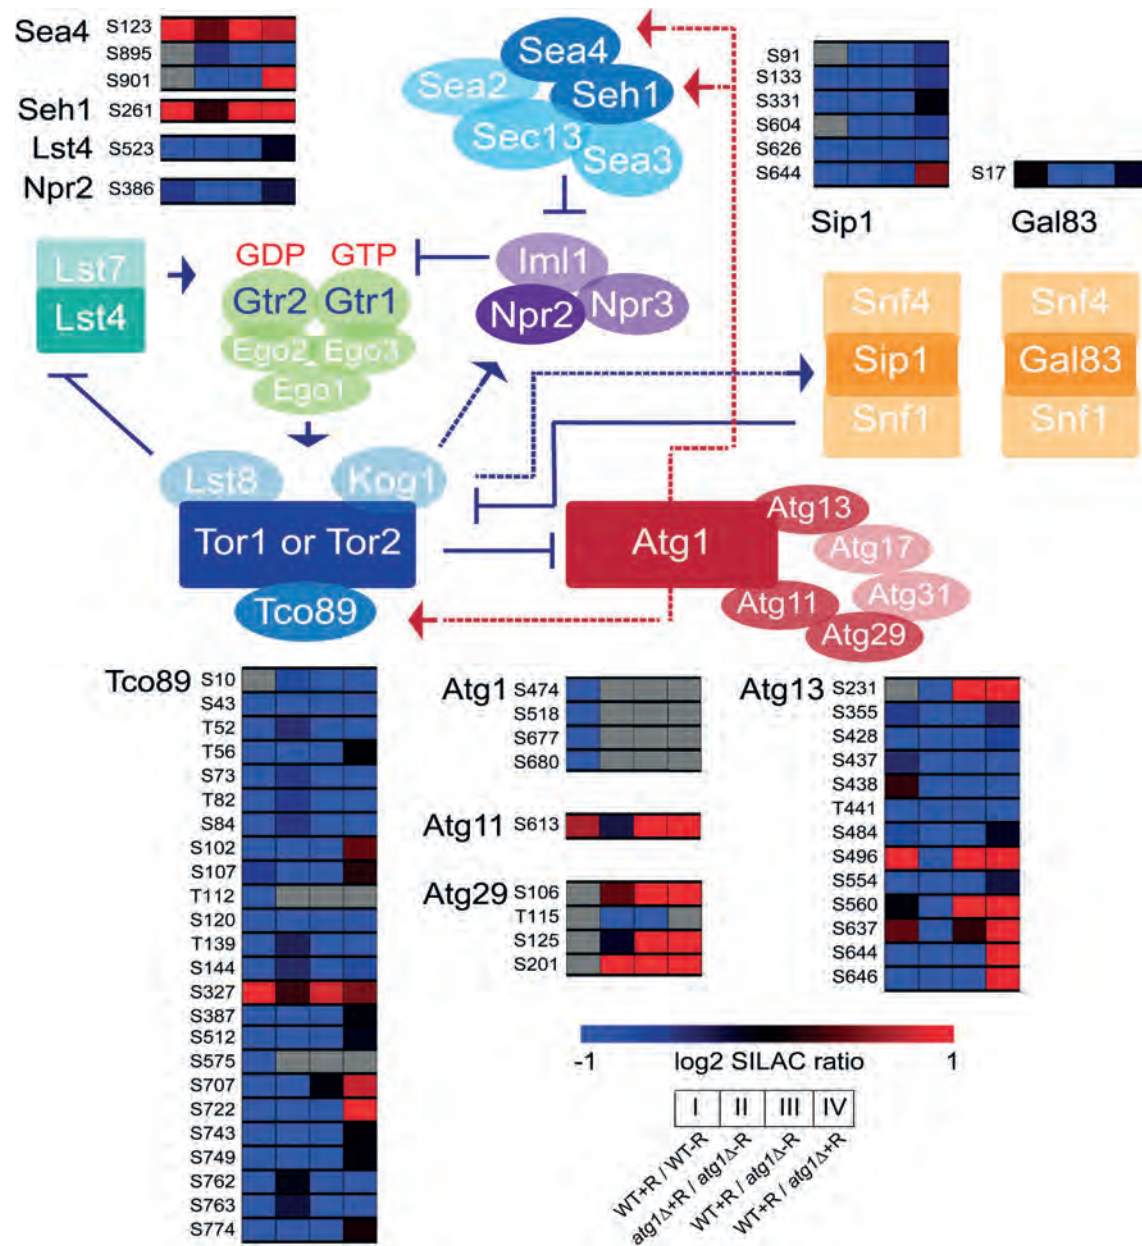 Sea4
S123
S895
S901
Seh1
S261
Lst4
S523
Npr2
S386
Sea4
Sea2
Seh1
Sec13
Sea3
S91
S133
S331
S604
S626
S644
Sip1
S17
Gal83
Lst7
Lst4
GDP GTP
Gtr2 Gtr1
Ego2 Ego3
Ego1
Iml1
Npr2 Npr3
Snf4
Sip1
Snf1
Snf4
Gal83
Snf1
Lst8 Kog1
Tor1 or Tor2
Tco89
Atg1
Atg13
Atg17
Atg31
Atg11
Atg29
Tco89
S10
S43
T52
T56
S73
T82
S84
S102
S107
T112
S120
T139
S144
S327
S387
S512
S575
S707
S722
S743
S749
S762
S763
S774
Atg1
S474
S518
S677
S680
Atg11
S613
Atg29
S106
T115
S125
S201
Atg13
S231
S355
S428
S437
S438
T441
S484
S496
S554
S560
S637
S644
S646
-1 log2 SILAC ratio 1
I II III IV
WT+R / WT-R
atg1Δ+R / atg1Δ-R
WT+R / atg1Δ-R
WT+R / atg1Δ+R